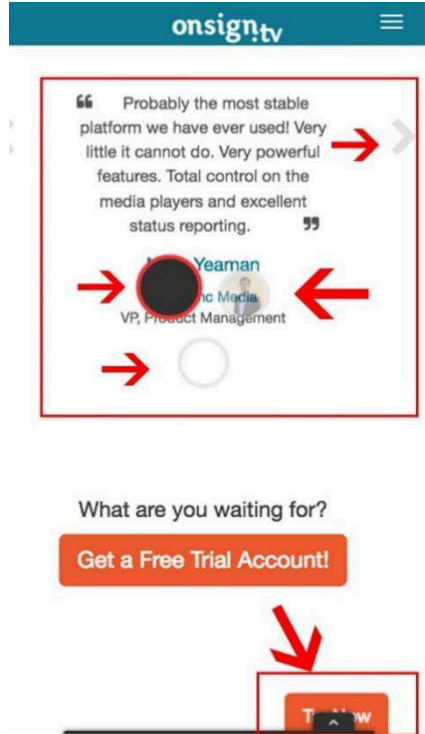 onsign.tv
“ Probably the most stable
platform we have ever used! Very
little it cannot do. Very powerful
features. Total control on the
media players and excellent
status reporting. ”
Yeaman
Media
VP, Product Management
What are you waiting for?
Get a Free Trial Account!